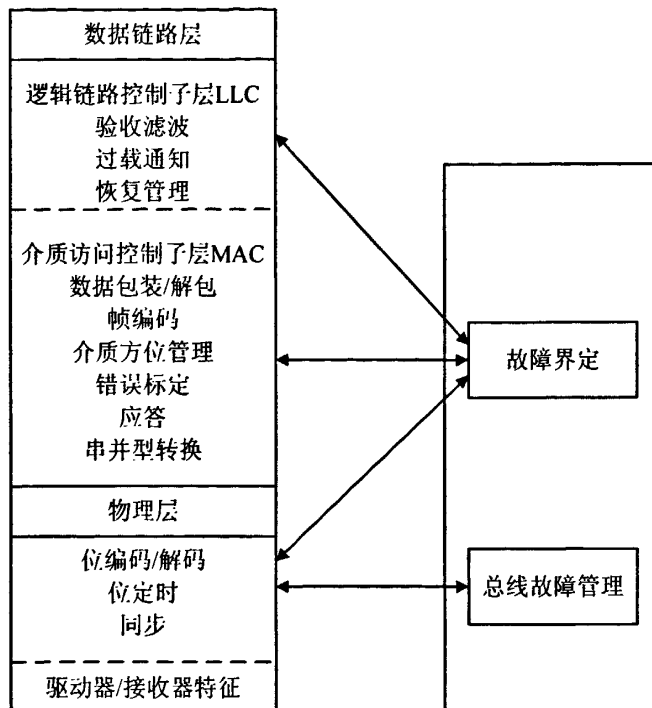 数据链路层
逻辑链路控制子层LLC
验收滤波
过载通知
恢复管理
介质访问控制子层MAC
数据包装/解包
帧编码
介质方位管理
错误标定
应答
串并型转换
物理层
位编码/解码
位定时
同步
驱动器/接收器特征
故障界定
总线故障管理